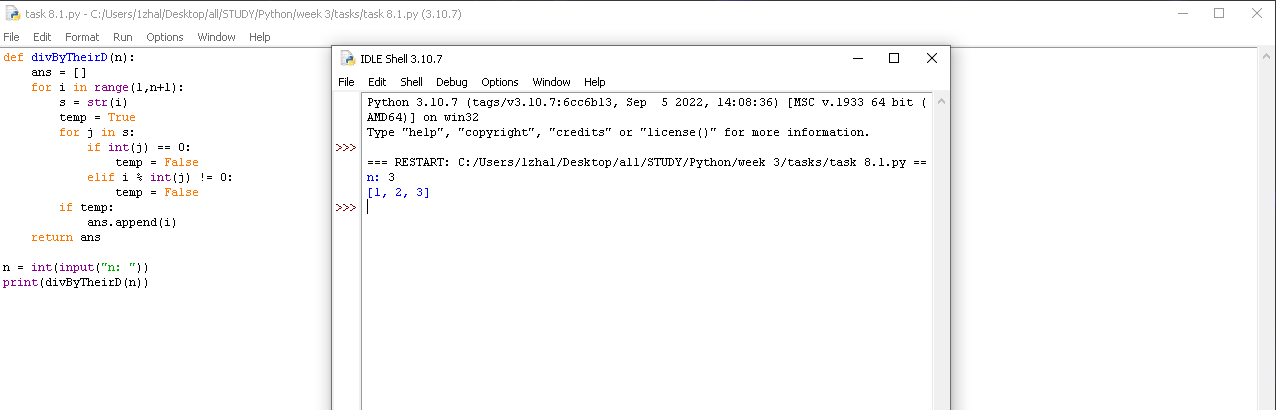 task 8.1.py - C:/Users/1zhal/Desktop/all/STUDY/Python/week 3/tasks/task 8.1.py (3.10.7)
File Edit Format Run Options Window Help
def divByTheirD(n):
    ans = []
    for i in range(1,n+1):
        s = str(i)
        temp = True
        for j in s:
            if int(j) == 0:
                temp = False
            elif i % int(j) != 0:
                temp = False
        if temp:
            ans.append(i)
    return ans
n = int(input("n: "))
print(divByTheirD(n))
IDLE Shell 3.10.7
File Edit Shell Debug Options Window Help
Python 3.10.7 (tags/v3.10.7:6cc6b13, Sep  5 2022, 14:08:36) [MSC v.1933 64 bit (
AMD64)] on win32
Type "help", "copyright", "credits" or "license()" for more information.
>>>
=== RESTART: C:/Users/1zhal/Desktop/all/STUDY/Python/week 3/tasks/task 8.1.py ==
n: 3
[1, 2, 3]
>>>